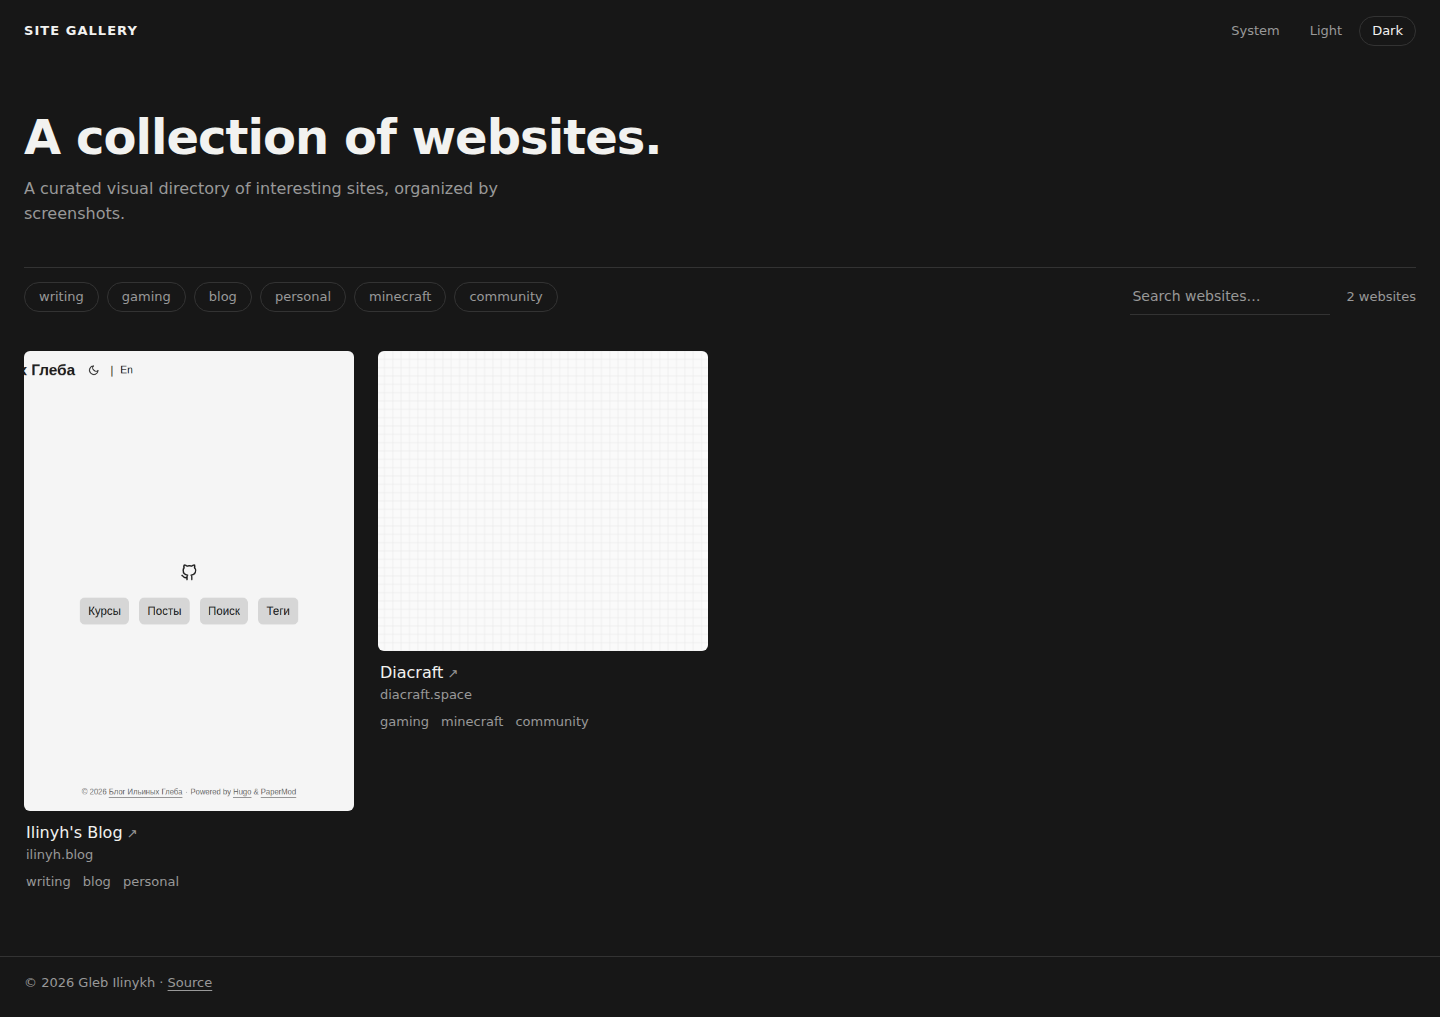 SITE GALLERY
System Light Dark
A collection of websites.
A curated visual directory of interesting sites, organized by
screenshots.
writing gaming blog personal minecraft community
Search websites... 2 websites
Глеба | En
Курсы Посты Поиск Теги
© 2026 Блог Ильиных Глеба · Powered by Hugo & PaperMod
Ilinyh's Blog ↗
ilinyh.blog
writing blog personal
Diacraft ↗
diacraft.space
gaming minecraft community
© 2026 Gleb Ilinykh · Source